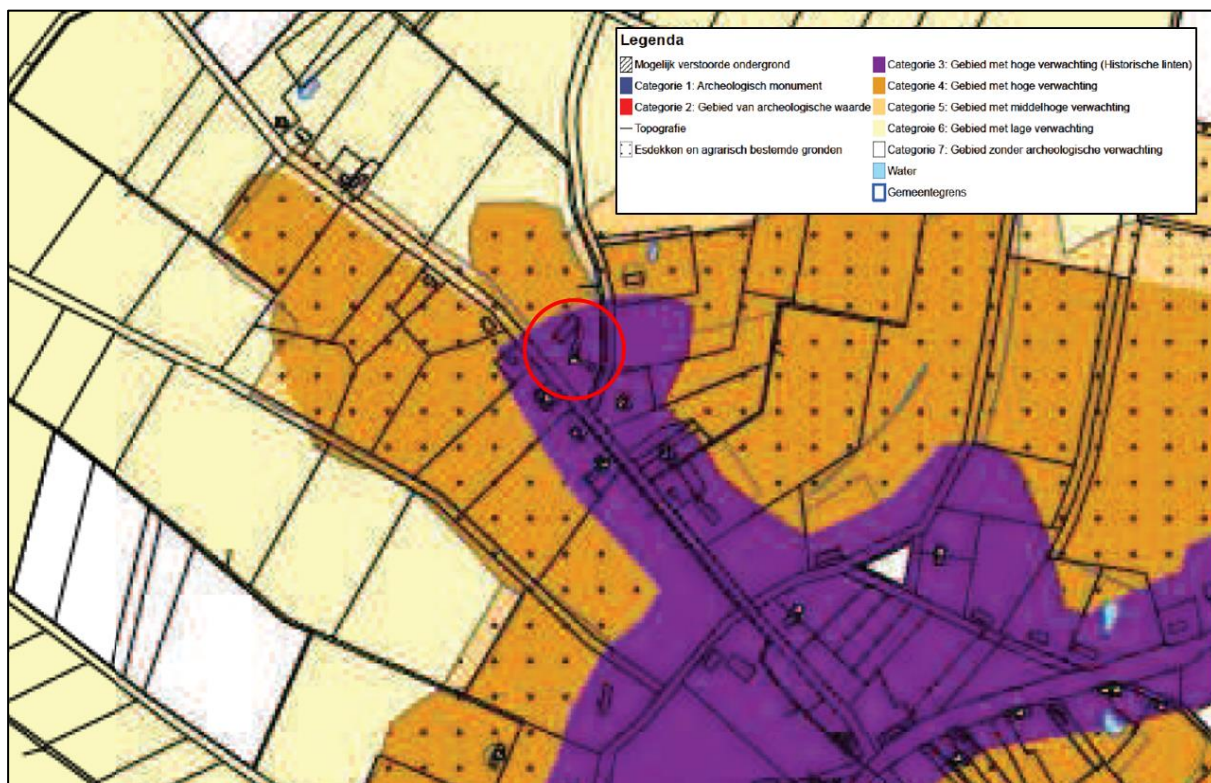 Legenda
Mogelijk verstoorde ondergrond
Categorie 1: Archeologisch monument
Categorie 2: Gebied van archeologische waarde
Topografie
Esdekken en agrarisch bestemde gronden
Categorie 3: Gebied met hoge verwachting (Historische linten)
Categorie 4: Gebied met hoge verwachting
Categorie 5: Gebied met middelhoge verwachting
Categroie 6: Gebied met lage verwachting
Categorie 7: Gebied zonder archeologische verwachting
Water
Gemeentegrens